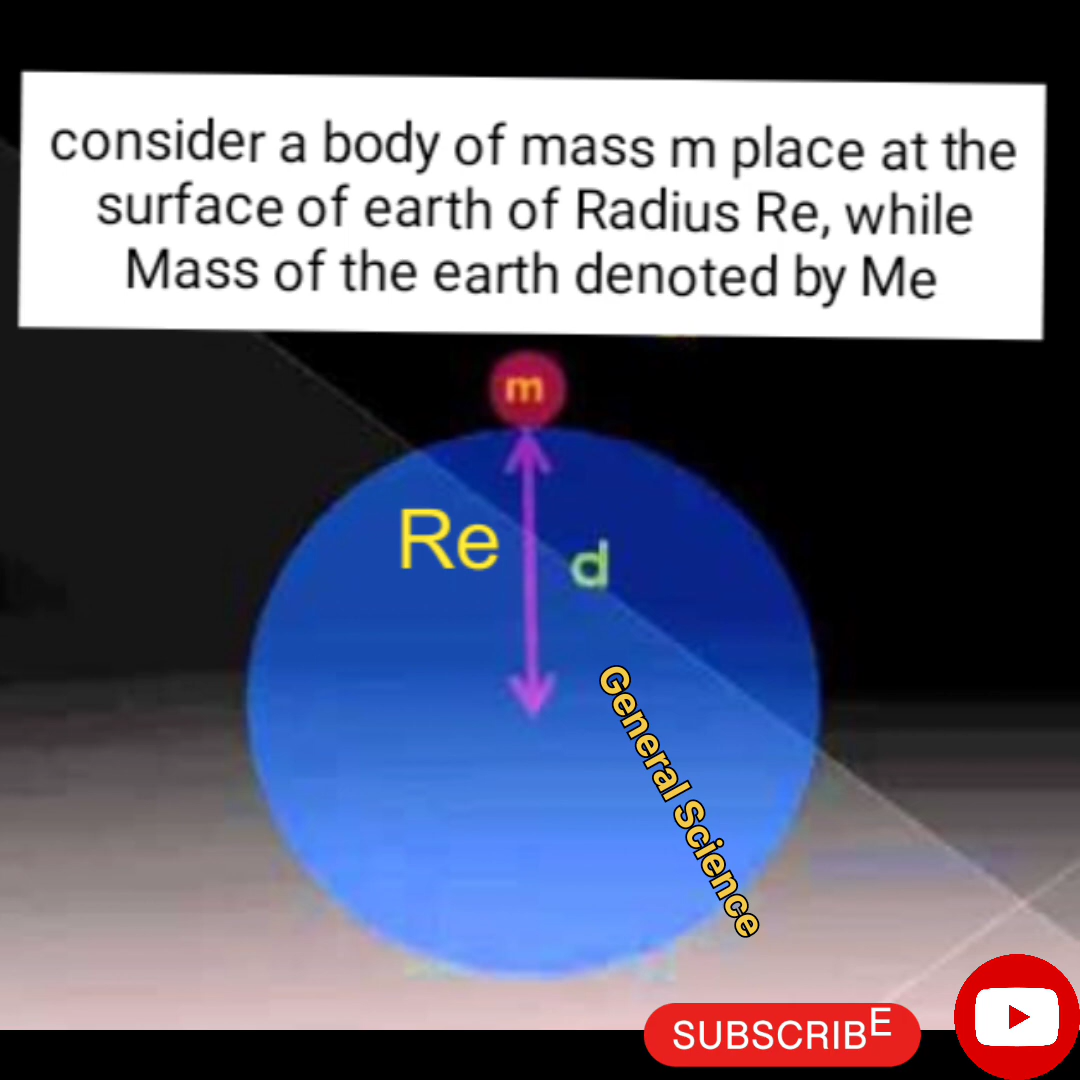 consider a body of mass m place at the
surface of earth of Radius Re, while
Mass of the earth denoted by Me
m
Re
d
General Science
SUBSCRIBE